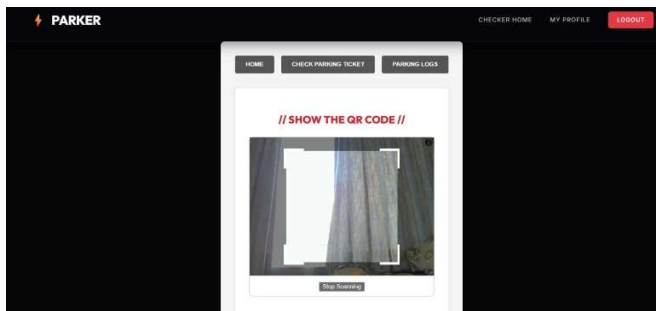 PARKER
CHECKER HOME MY PROFILE LOGOUT
HOME CHECK PARKING TICKET PARKING LOGS
// SHOW THE QR CODE //
Stop Scanning